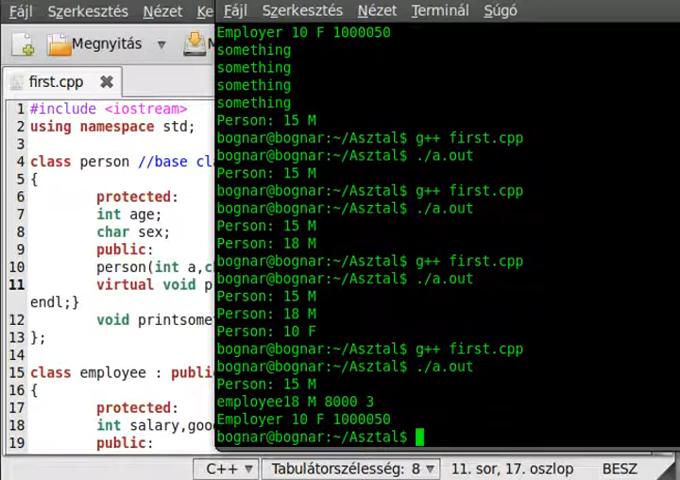 Fájl Szerkesztés Nézet
Megnyitás
first.cpp
1 #include <iostream>
2 using namespace std;
3
4 class person //base
5 {
6 protected:
7 int age;
8 char sex;
9 public:
10 person(int
11 virtual void
endl;}
12 void
13 };
14
15 class employee :
16 {
17 protected:
18 int
19 public:
C++ Tabulátorszélesség: 8 11. sor, 17. oszlop BESZ
Fájl Szerkesztés Nézet Terminál Súgó
Employer 10 F 1000050
something
something
something
something
Person: 15 M
bognar@bognar:~/Asztal$ g++ first.cpp
bognar@bognar:~/Asztal$ ./a.out
Person: 15 M
bognar@bognar:~/Asztal$ g++ first.cpp
bognar@bognar:~/Asztal$ ./a.out
Person: 15 M
Person: 18 M
bognar@bognar:~/Asztal$ g++ first.cpp
bognar@bognar:~/Asztal$ ./a.out
Person: 15 M
Person: 18 M
Person: 10 F
bognar@bognar:~/Asztal$ g++ first.cpp
bognar@bognar:~/Asztal$ ./a.out
Person: 15 M
employee18 M 8000 3
Employer 10 F 1000050
bognar@bognar:~/Asztal$